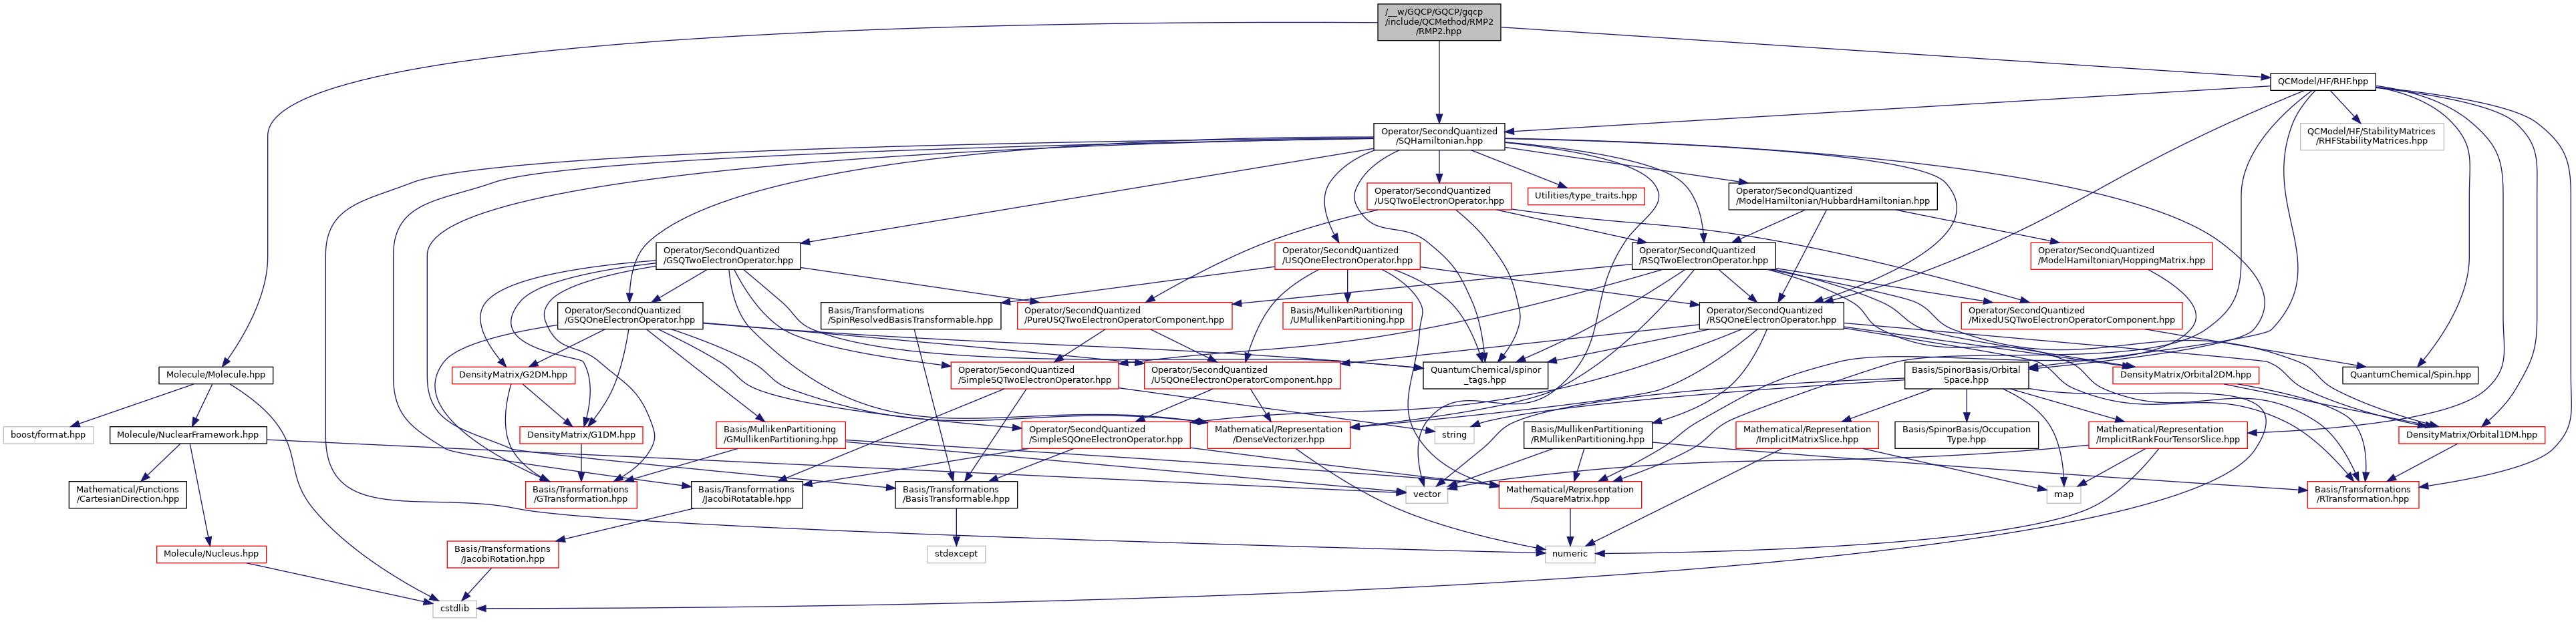 /__w/GQCP/GQCP/gqcp
/include/QCMethod/RMP2
/RMP2.hpp
QCModel/HF/RHF.hpp
Operator/SecondQuantized
/SQHamiltonian.hpp
QCModel/HF/StabilityMatrices
/RHFStabilityMatrices.hpp
Operator/SecondQuantized
/USQTwoElectronOperator.hpp
Utilities/type_traits.hpp
Operator/SecondQuantized
/ModelHamiltonian/HubbardHamiltonian.hpp
Operator/SecondQuantized
/GSQTwoElectronOperator.hpp
Operator/SecondQuantized
/USQOneElectronOperator.hpp
Operator/SecondQuantized
/RSQTwoElectronOperator.hpp
Operator/SecondQuantized
/ModelHamiltonian/HoppingMatrix.hpp
Operator/SecondQuantized
/GSQOneElectronOperator.hpp
Basis/Transformations
/SpinResolvedBasisTransformable.hpp
Operator/SecondQuantized
/PureUSQTwoElectronOperatorComponent.hpp
Basis/MullikenPartitioning
/UMullikenPartitioning.hpp
Operator/SecondQuantized
/RSQOneElectronOperator.hpp
Operator/SecondQuantized
/MixedUSQTwoElectronOperatorComponent.hpp
Molecule/Molecule.hpp
DensityMatrix/G2DM.hpp
Operator/SecondQuantized
/SimpleSQTwoElectronOperator.hpp
Operator/SecondQuantized
/USQOneElectronOperatorComponent.hpp
QuantumChemical/spinor
_tags.hpp
Basis/SpinorBasis/Orbital
Space.hpp
DensityMatrix/Orbital2DM.hpp
QuantumChemical/Spin.hpp
boost/format.hpp
Molecule/NuclearFramework.hpp
DensityMatrix/G1DM.hpp
Basis/MullikenPartitioning
/GMullikenPartitioning.hpp
Operator/SecondQuantized
/SimpleSQOneElectronOperator.hpp
Mathematical/Representation
/DenseVectorizer.hpp
string
Basis/MullikenPartitioning
/RMullikenPartitioning.hpp
Mathematical/Representation
/ImplicitMatrixSlice.hpp
Basis/SpinorBasis/Occupation
Type.hpp
Mathematical/Representation
/ImplicitRankFourTensorSlice.hpp
DensityMatrix/Orbital1DM.hpp
Mathematical/Functions
/CartesianDirection.hpp
Basis/Transformations
/GTransformation.hpp
Basis/Transformations
/JacobiRotatable.hpp
Basis/Transformations
/BasisTransformable.hpp
vector
Mathematical/Representation
/SquareMatrix.hpp
map
Basis/Transformations
/RTransformation.hpp
Molecule/Nucleus.hpp
Basis/Transformations
/JacobiRotation.hpp
stdexcept
numeric
cstdlib